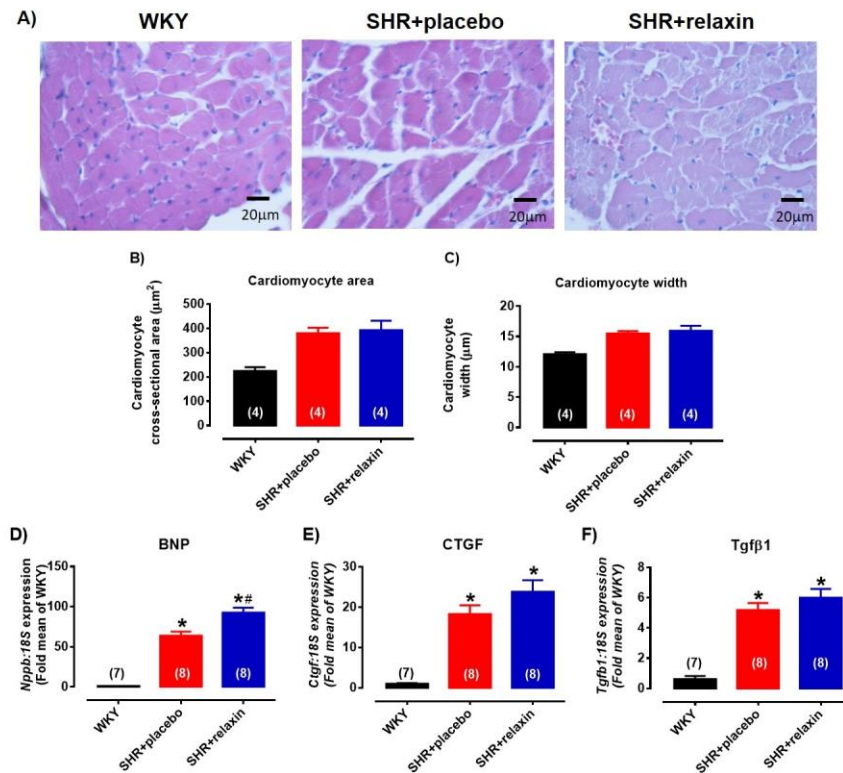 A)
WKY
SHR+placebo
SHR+relaxin
20μm
20μm
20μm
B)
Cardiomyocyte area
Cardiomyocyte
cross-sectional area (μm²)
500
400
300
200
100
0
(4)
(4)
(4)
WKY
SHR+placebo
SHR+relaxin
C)
Cardiomyocyte width
Cardiomyocyte
width (μm)
20
15
10
5
0
(4)
(4)
(4)
WKY
SHR+placebo
SHR+relaxin
D)
BNP
Nppb:18S expression
(Fold mean of WKY)
150
100
50
0
(7)
*
(8)
*#
(8)
WKY
SHR+placebo
SHR+relaxin
E)
CTGF
Ctgf:18S expression
(Fold mean of WKY)
30
20
10
0
(7)
*
(8)
*
(8)
WKY
SHR+placebo
SHR+relaxin
F)
Tgfβ1
Tgfb1:18S expression
(Fold mean of WKY)
8
6
4
2
0
(7)
*
(8)
*
(8)
WKY
SHR+placebo
SHR+relaxin